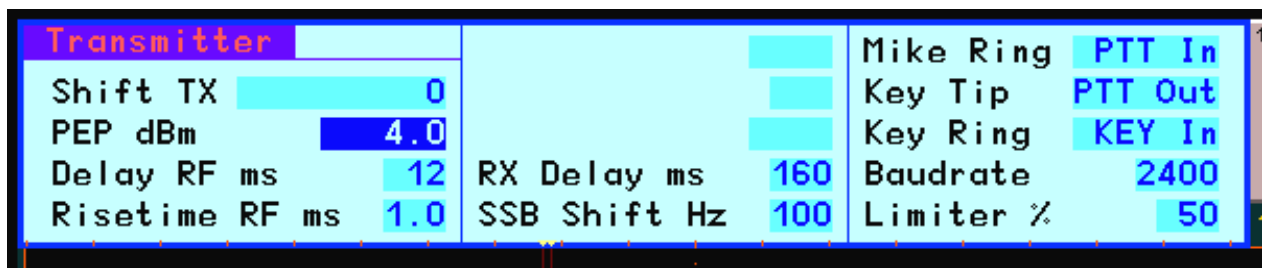 Transmitter
Shift TX 0
PEP dBm 4.0
Delay RF ms 12
Risetime RF ms 1.0
RX Delay ms 160
SSB Shift Hz 100
Mike Ring PTT In
Key Tip PTT Out
Key Ring KEY In
Baudrate 2400
Limiter % 50